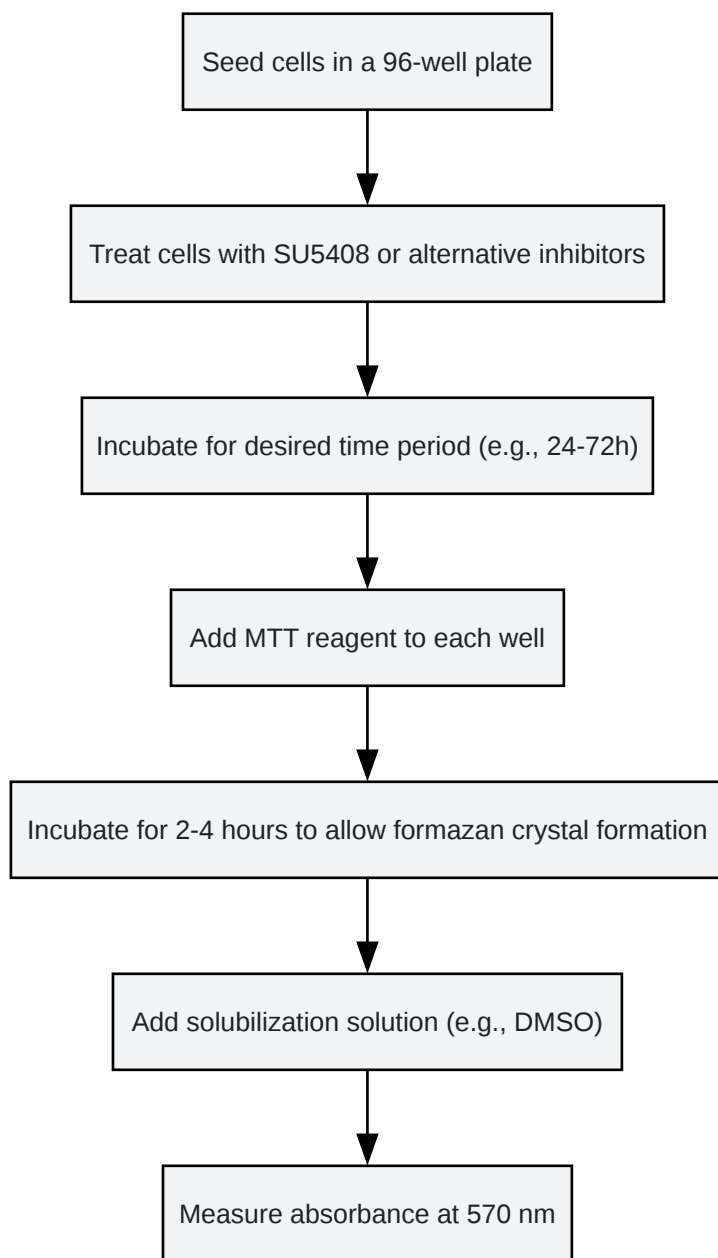 Seed cells in a 96-well plate
Treat cells with SU5408 or alternative inhibitors
Incubate for desired time period (e.g., 24-72h)
Add MTT reagent to each well
Incubate for 2-4 hours to allow formazan crystal formation
Add solubilization solution (e.g., DMSO)
Measure absorbance at 570 nm